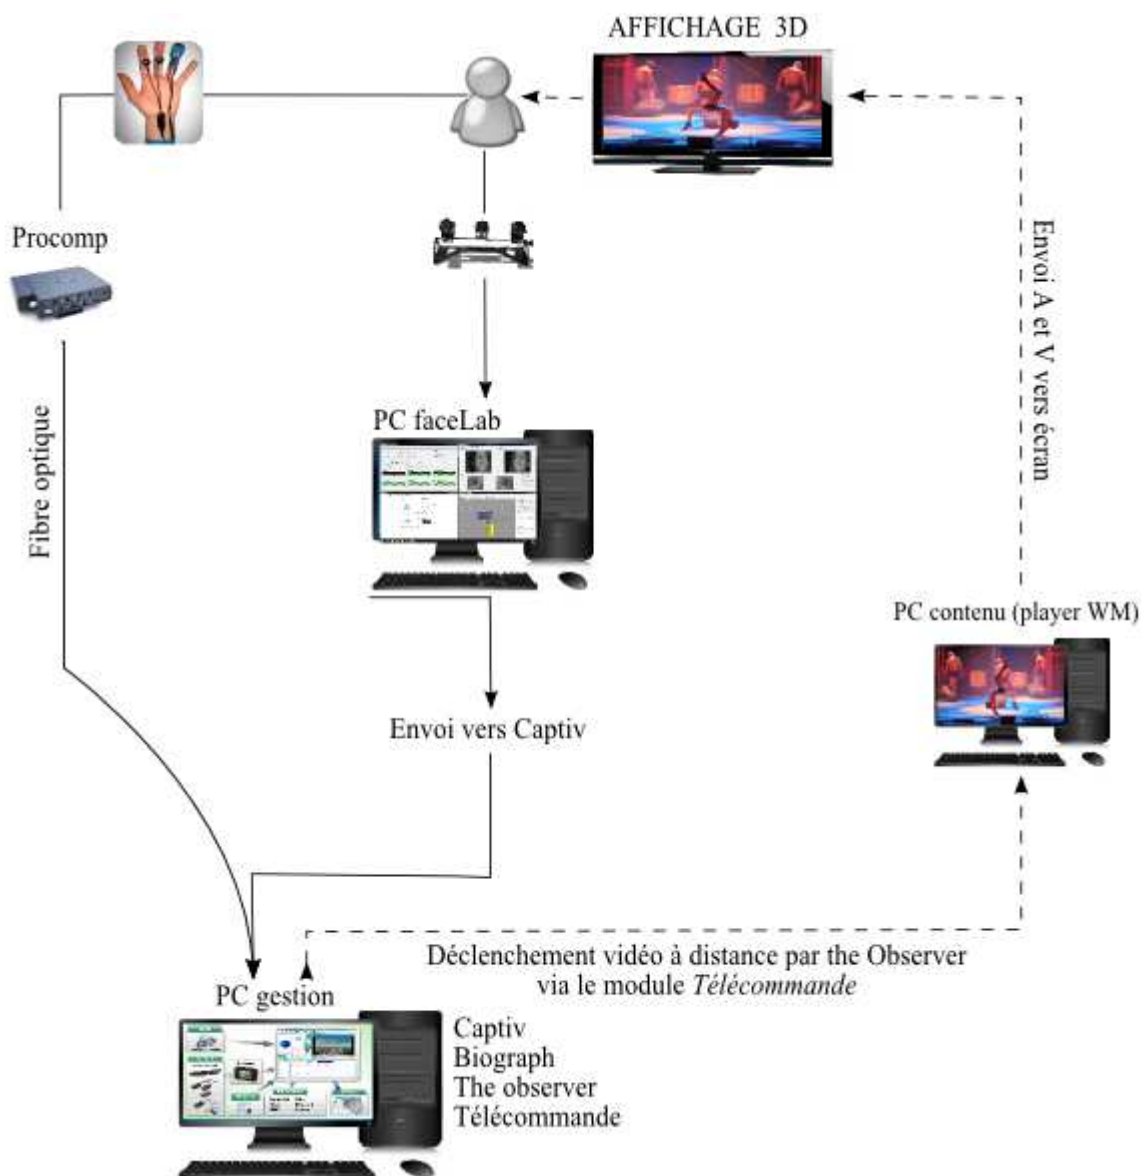 AFFICHAGE 3D
Procomp
Envoi A et V vers écran
PC faceLab
Fibre optique
PC contenu (player WM)
Envoi vers Captiv
Déclenchement vidéo à distance par the Observer
via le module Télécommande
PC gestion
Captiv
Biograph
The observer
Télécommande